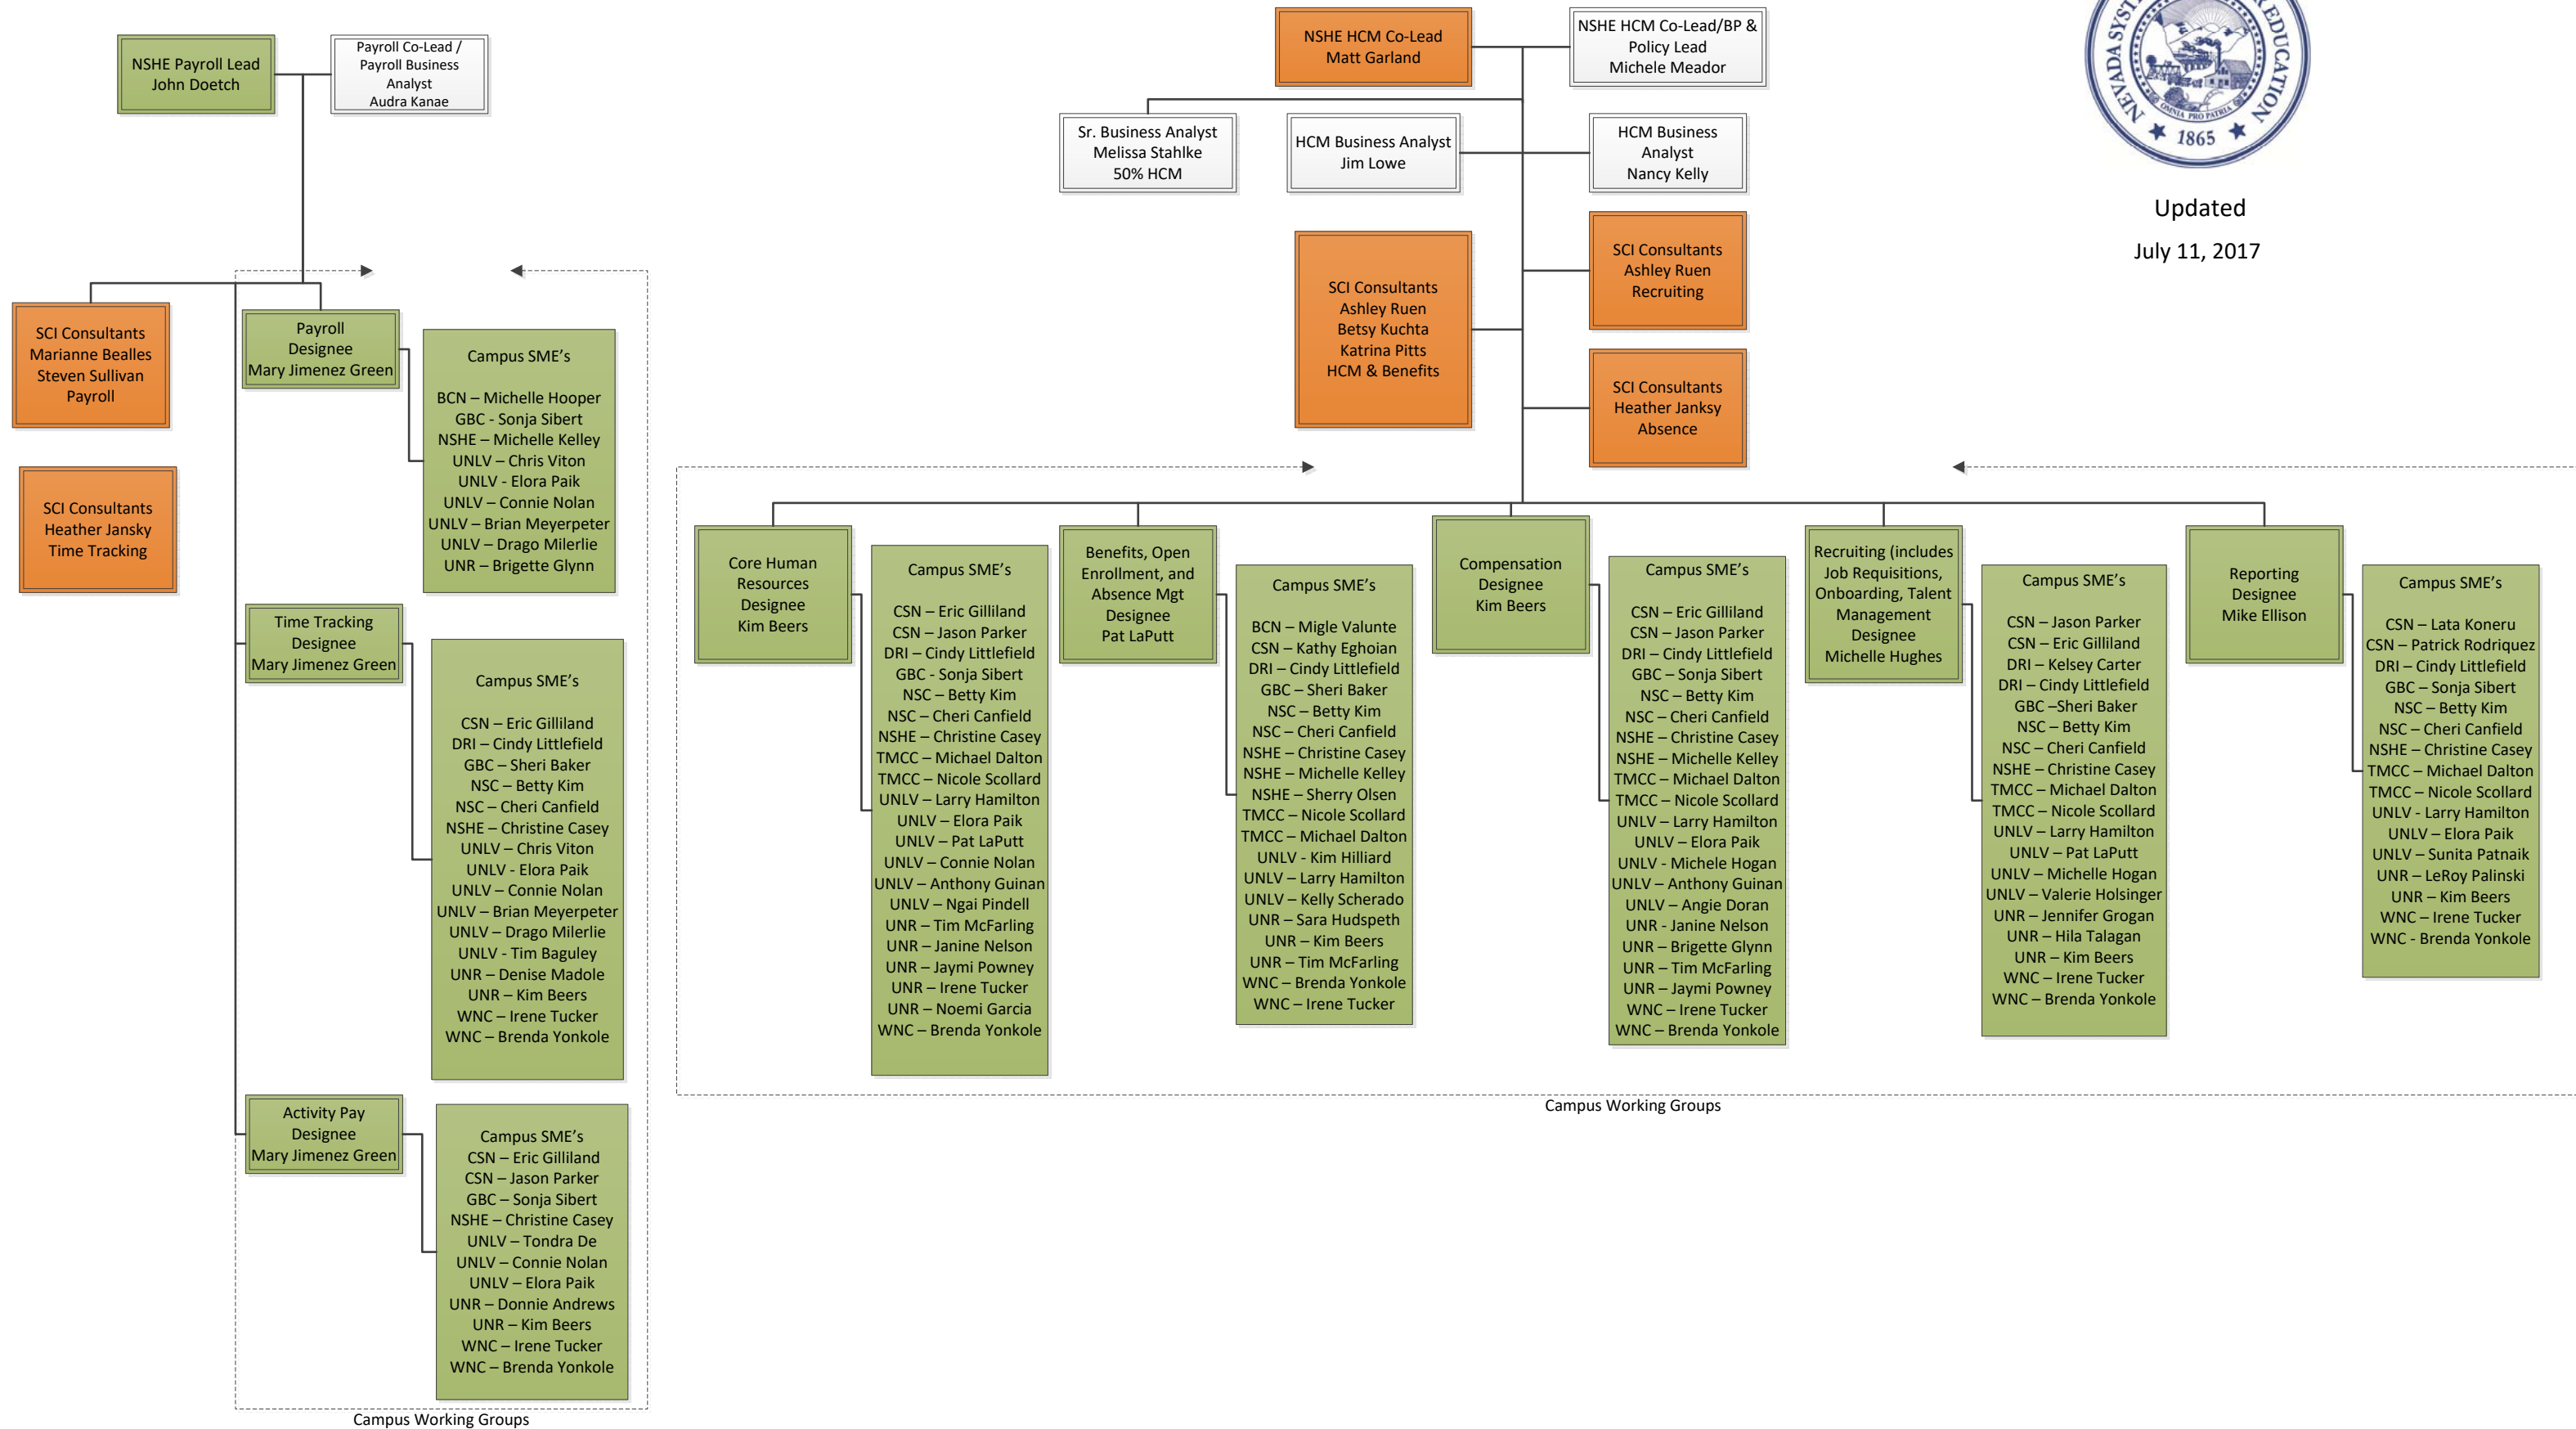 NSHE Payroll Lead
John Doetch
Payroll Co-Lead /
Payroll Business
Analyst
Audra Kanae
SCI Consultants
Marianne Bealles
Steven Sullivan
Payroll
SCI Consultants
Heather Jansky
Time Tracking
Payroll
Designee
Mary Jimenez Green
Campus SME’s
BCN – Michelle Hooper
GBC - Sonja Sibert
NSHE – Michelle Kelley
UNLV – Chris Viton
UNLV - Elora Paik
UNLV – Connie Nolan
UNLV – Brian Meyerpeter
UNLV – Drago Milerlie
UNR – Brigette Glynn
Time Tracking
Designee
Mary Jimenez Green
Campus SME’s
CSN – Eric Gilliland
DRI – Cindy Littlefield
GBC – Sheri Baker
NSC – Betty Kim
NSC – Cheri Canfield
NSHE – Christine Casey
UNLV – Chris Viton
UNLV - Elora Paik
UNLV – Connie Nolan
UNLV – Brian Meyerpeter
UNLV – Drago Milerlie
UNLV - Tim Baguley
UNR – Denise Madole
UNR – Kim Beers
WNC – Irene Tucker
WNC – Brenda Yonkole
Activity Pay
Designee
Mary Jimenez Green
Campus SME’s
CSN – Eric Gilliland
CSN – Jason Parker
GBC – Sonja Sibert
NSHE – Christine Casey
UNLV – Tondra De
UNLV – Connie Nolan
UNLV – Elora Paik
UNR – Donnie Andrews
UNR – Kim Beers
WNC – Irene Tucker
WNC – Brenda Yonkole
Campus Working Groups
NSHE HCM Co-Lead
Matt Garland
NSHE HCM Co-Lead/BP &
Policy Lead
Michele Meador
Sr. Business Analyst
Melissa Stahlke
50% HCM
HCM Business Analyst
Jim Lowe
HCM Business
Analyst
Nancy Kelly
SCI Consultants
Ashley Ruen
Betsy Kuchta
Katrina Pitts
HCM & Benefits
SCI Consultants
Ashley Ruen
Recruiting
SCI Consultants
Heather Janksy
Absence
Core Human
Resources
Designee
Kim Beers
Campus SME’s
CSN – Eric Gilliland
CSN – Jason Parker
DRI – Cindy Littlefield
GBC - Sonja Sibert
NSC – Betty Kim
NSC – Cheri Canfield
NSHE – Christine Casey
TMCC – Michael Dalton
TMCC – Nicole Scollard
UNLV – Larry Hamilton
UNLV – Elora Paik
UNLV – Pat LaPutt
UNLV – Connie Nolan
UNLV – Anthony Guinan
UNLV – Ngai Pindell
UNR – Tim McFarling
UNR – Janine Nelson
UNR – Jaymi Powney
UNR – Irene Tucker
UNR – Noemi Garcia
WNC – Brenda Yonkole
Benefits, Open
Enrollment, and
Absence Mgt
Designee
Pat LaPutt
Campus SME’s
BCN – Migle Valunte
CSN – Kathy Eghoian
DRI – Cindy Littlefield
GBC – Sheri Baker
NSC – Betty Kim
NSC – Cheri Canfield
NSHE – Christine Casey
NSHE – Michelle Kelley
NSHE – Sherry Olsen
TMCC – Nicole Scollard
TMCC – Michael Dalton
UNLV - Kim Hilliard
UNLV – Larry Hamilton
UNLV – Kelly Scherado
UNR – Sara Hudspeth
UNR – Kim Beers
UNR – Tim McFarling
WNC – Brenda Yonkole
WNC – Irene Tucker
Compensation
Designee
Kim Beers
Campus SME’s
CSN – Eric Gilliland
CSN – Jason Parker
DRI – Cindy Littlefield
GBC – Sonja Sibert
NSC – Betty Kim
NSC – Cheri Canfield
NSHE – Christine Casey
NSHE – Michelle Kelley
TMCC – Michael Dalton
TMCC – Nicole Scollard
UNLV – Larry Hamilton
UNLV – Elora Paik
UNLV - Michele Hogan
UNLV – Anthony Guinan
UNLV – Angie Doran
UNR - Janine Nelson
UNR – Brigette Glynn
UNR – Tim McFarling
UNR – Jaymi Powney
WNC – Irene Tucker
WNC – Brenda Yonkole
Recruiting (includes
Job Requisitions,
Onboarding, Talent
Management
Designee
Michelle Hughes
Campus SME’s
CSN – Jason Parker
CSN – Eric Gilliland
DRI – Kelsey Carter
DRI – Cindy Littlefield
GBC –Sheri Baker
NSC – Betty Kim
NSC – Cheri Canfield
NSHE – Christine Casey
TMCC – Michael Dalton
TMCC – Nicole Scollard
UNLV – Larry Hamilton
UNLV – Pat LaPutt
UNLV – Michelle Hogan
UNLV – Valerie Holsinger
UNR – Jennifer Grogan
UNR – Hila Talagan
UNR – Kim Beers
WNC – Irene Tucker
WNC – Brenda Yonkole
Reporting
Designee
Mike Ellison
Campus SME’s
CSN – Lata Koneru
CSN – Patrick Rodriquez
DRI – Cindy Littlefield
GBC – Sonja Sibert
NSC – Betty Kim
NSC – Cheri Canfield
NSHE – Christine Casey
TMCC – Michael Dalton
TMCC – Nicole Scollard
UNLV - Larry Hamilton
UNLV – Elora Paik
UNLV – Sunita Patnaik
UNR – LeRoy Palinski
UNR – Kim Beers
WNC – Irene Tucker
WNC - Brenda Yonkole
Campus Working Groups
NEVADA SYST
R EDUCATION
OMNIA PRO PATRIA
1865
Updated
July 11, 2017